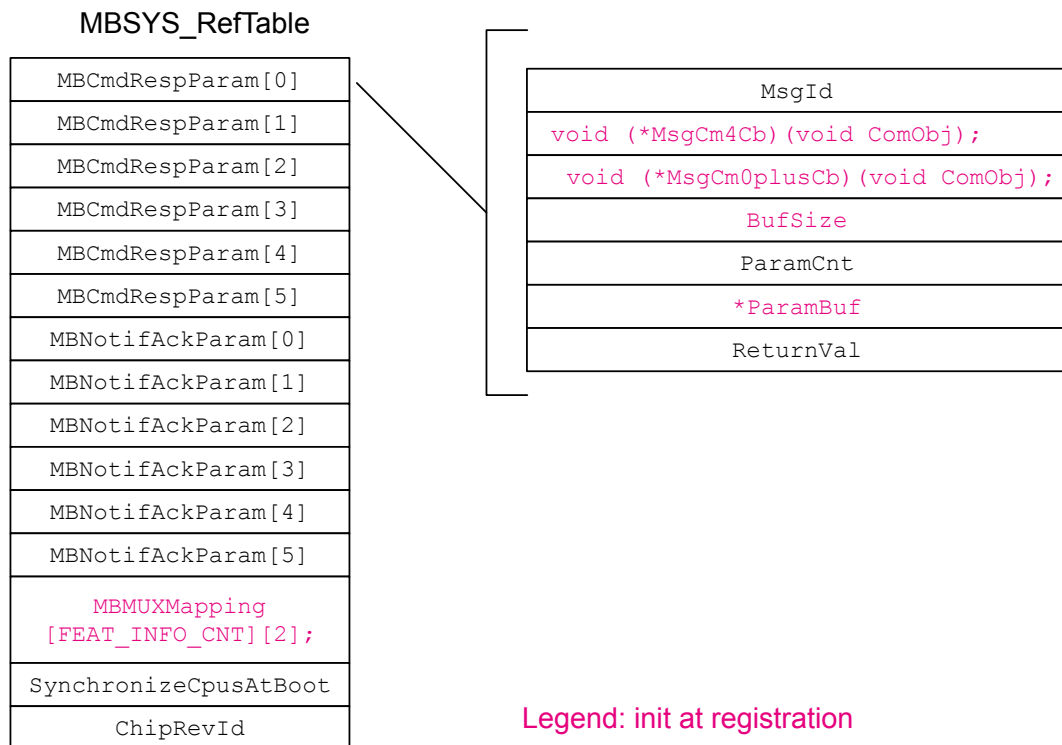 MBSYS_RefTable
MBCmdRespParam[0]
MBCmdRespParam[1]
MBCmdRespParam[2]
MBCmdRespParam[3]
MBCmdRespParam[4]
MBCmdRespParam[5]
MBNotifAckParam[0]
MBNotifAckParam[1]
MBNotifAckParam[2]
MBNotifAckParam[3]
MBNotifAckParam[4]
MBNotifAckParam[5]
MBMUXMapping
[FEAT_INFO_CNT][2];
SynchronizeCpusAtBoot
ChipRevId
MsgId
void (*MsgCm4Cb)(void ComObj);
void (*MsgCm0plusCb)(void ComObj);
BufSize
ParamCnt
*ParamBuf
ReturnVal
Legend: init at registration